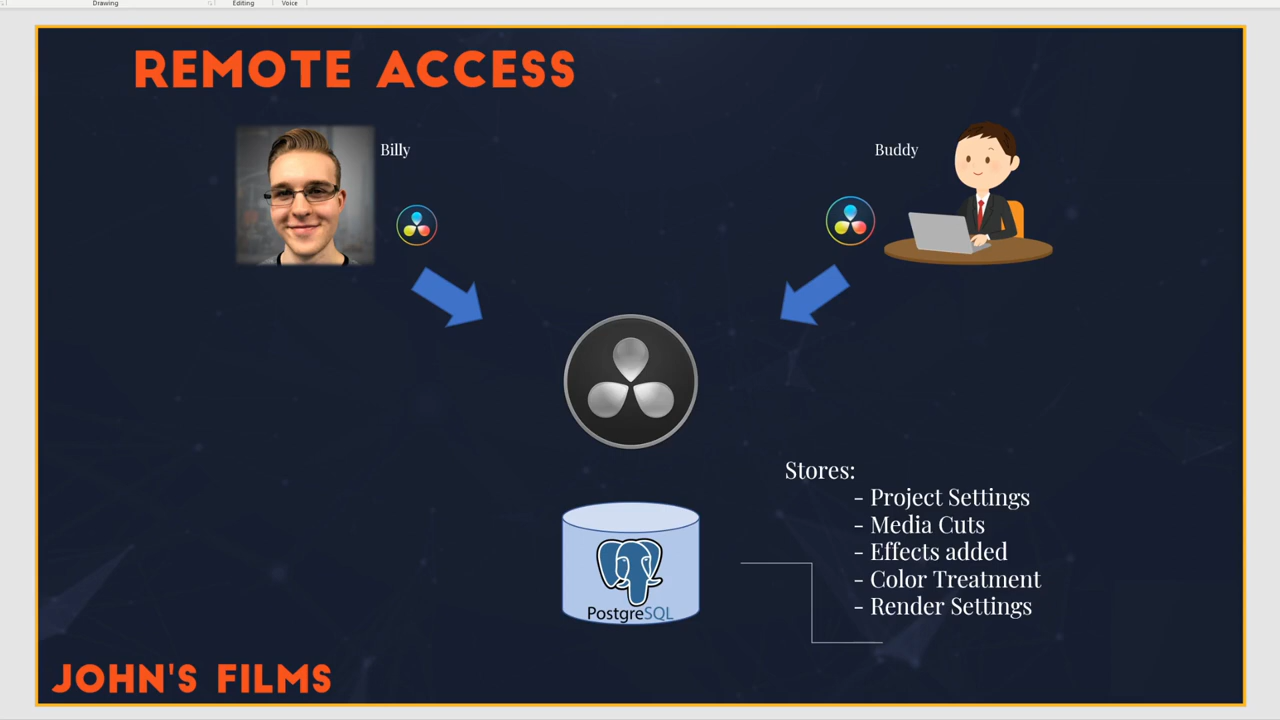 Drawing
Editing
Voice
REMOTE ACCESS
Billy
Buddy
Stores:
- Project Settings
- Media Cuts
- Effects added
- Color Treatment
- Render Settings
PostgreSQL
JOHN'S FILMS